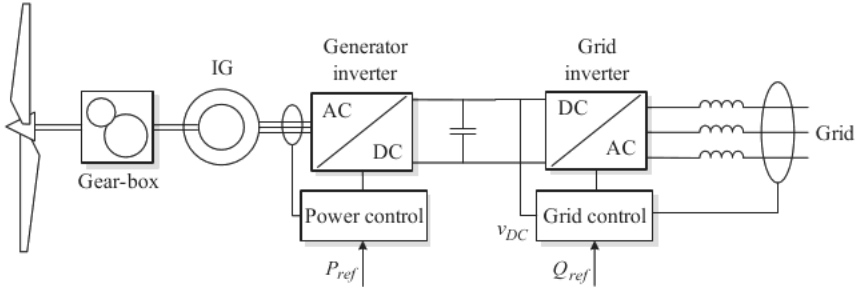 Generator
inverter
Grid
inverter
IG
AC
DC
DC
AC
Grid
Gear-box
Power control
Grid control
vDC
Pref
Qref